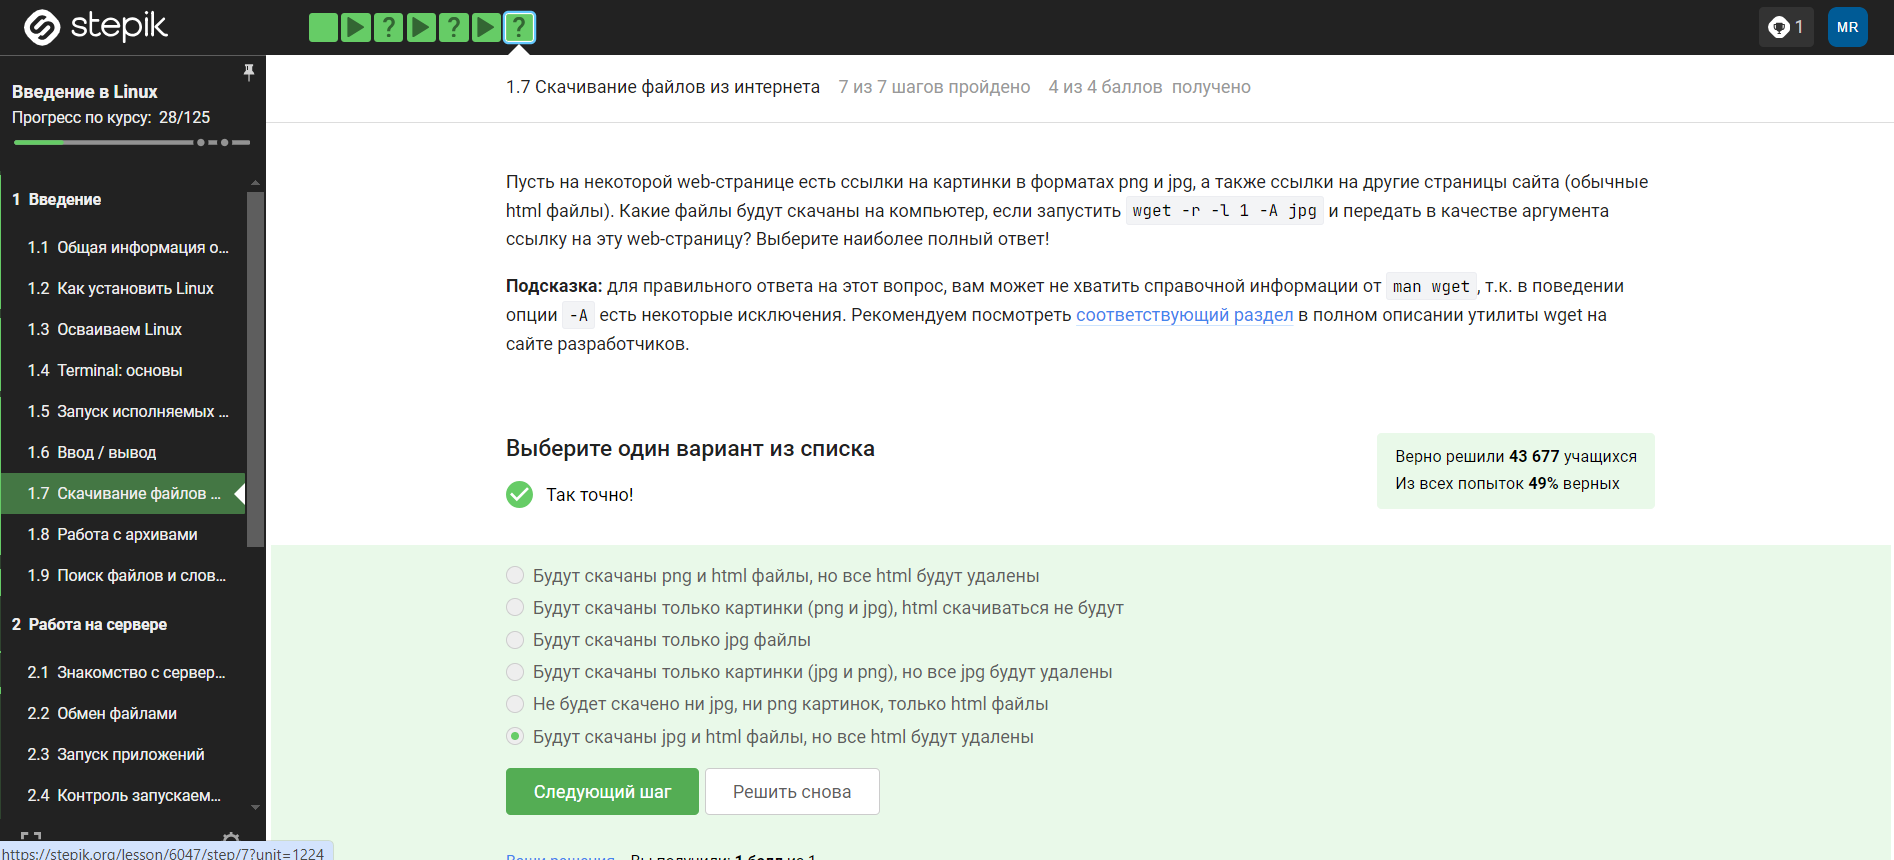 stepik
? ? ?
1
MR
Введение в Linux
Прогресс по курсу: 28/125
1 Введение
1.1 Общая информация о...
1.2 Как установить Linux
1.3 Осваиваем Linux
1.4 Terminal: основы
1.5 Запуск исполняемых ...
1.6 Ввод / вывод
1.7 Скачивание файлов ...
1.8 Работа с архивами
1.9 Поиск файлов и слов...
2 Работа на сервере
2.1 Знакомство с сервер...
2.2 Обмен файлами
2.3 Запуск приложений
2.4 Контроль запускаем...
https://stepik.org/lesson/6047/step/7?unit=1224
1.7 Скачивание файлов из интернета 7 из 7 шагов пройдено 4 из 4 баллов получено
Пусть на некоторой web-странице есть ссылки на картинки в форматах png и jpg, а также ссылки на другие страницы сайта (обычные
html файлы). Какие файлы будут скачаны на компьютер, если запустить wget -r -l 1 -A jpg и передать в качестве аргумента
ссылку на эту web-страницу? Выберите наиболее полный ответ!
Подсказка: для правильного ответа на этот вопрос, вам может не хватить справочной информации от man wget, т.к. в поведении
опции -A есть некоторые исключения. Рекомендуем посмотреть соответствующий раздел в полном описании утилиты wget на
сайте разработчиков.
Выберите один вариант из списка
Так точно!
Верно решили 43 677 учащихся
Из всех попыток 49% верных
Будут скачаны png и html файлы, но все html будут удалены
Будут скачаны только картинки (png и jpg), html скачиваться не будут
Будут скачаны только jpg файлы
Будут скачаны только картинки (jpg и png), но все jpg будут удалены
Не будет скачено ни jpg, ни png картинок, только html файлы
Будут скачаны jpg и html файлы, но все html будут удалены
Следующий шаг
Решить снова
Ваши решения Вы получили: 1 балл из 1